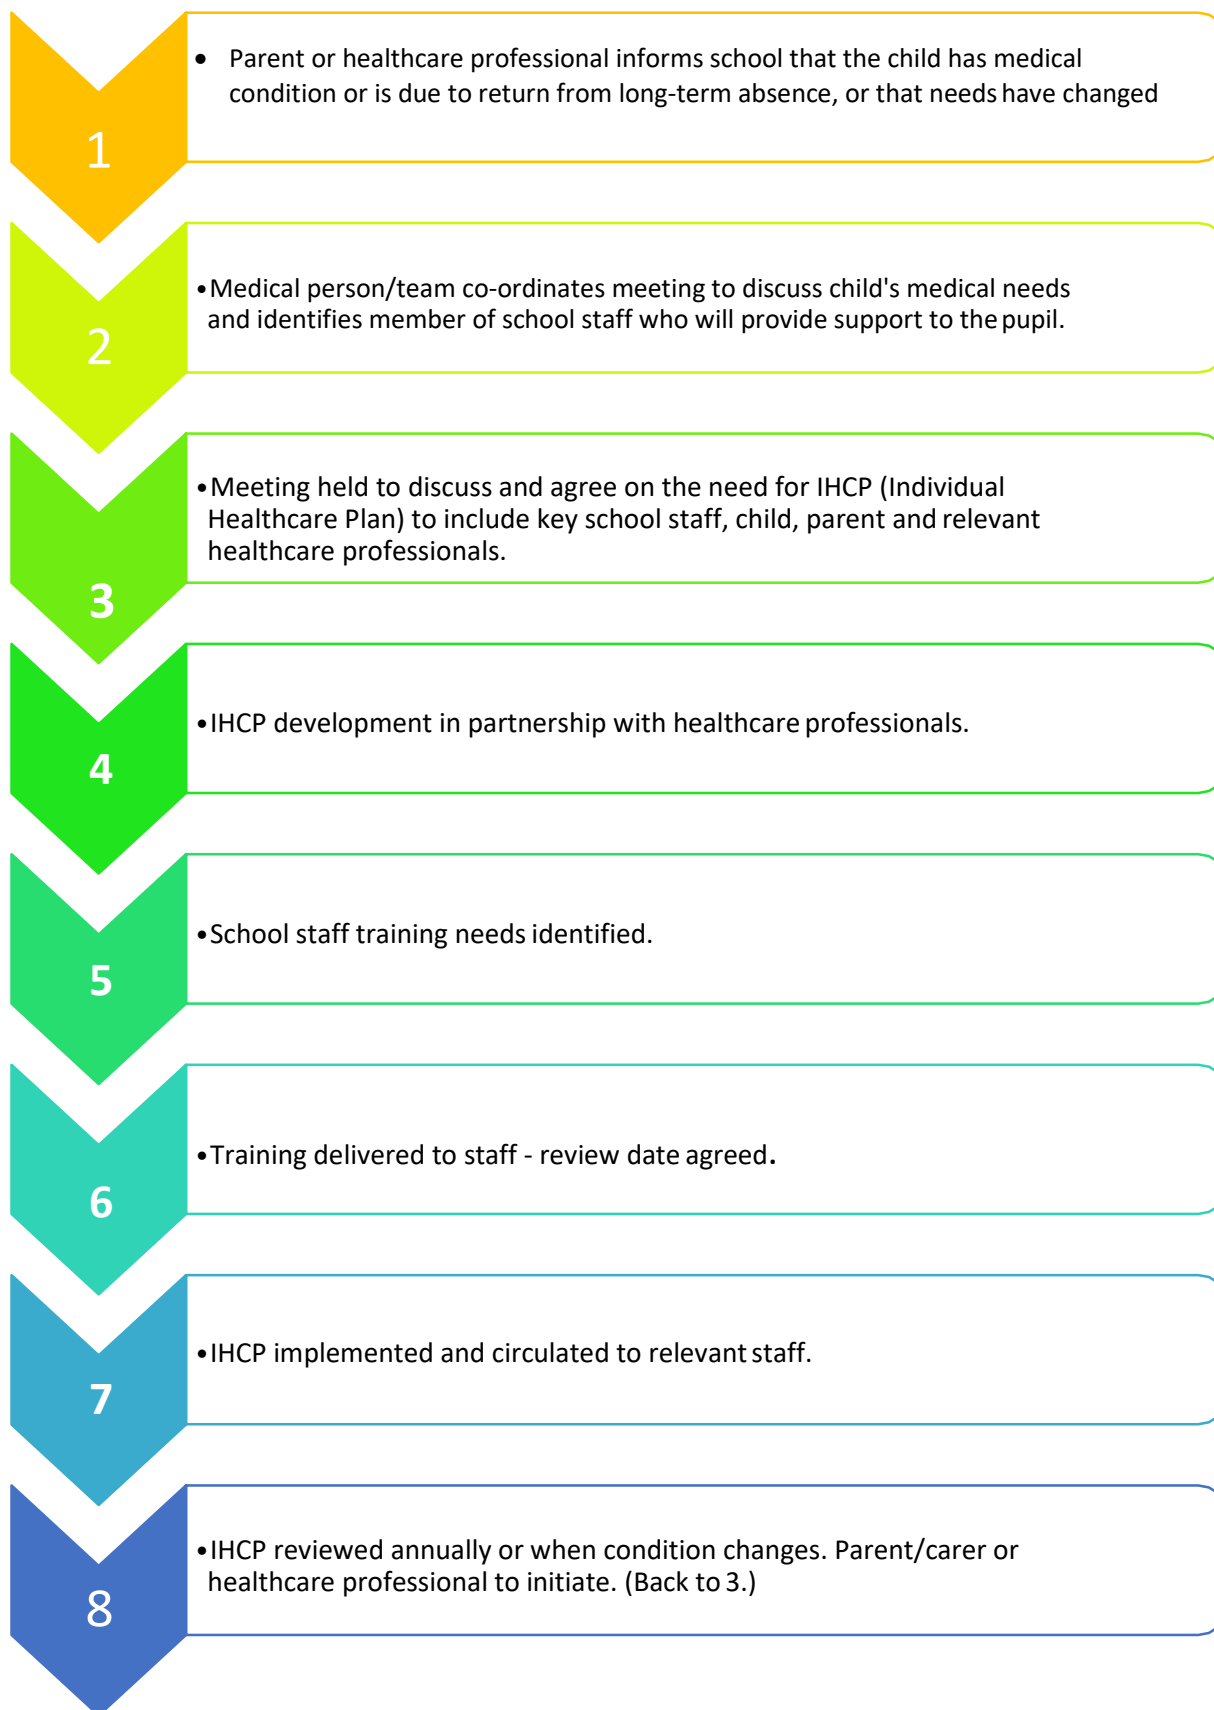 1
• Parent or healthcare professional informs school that the child has medical
condition or is due to return from long-term absence, or that needs have changed
2
•Medical person/team co-ordinates meeting to discuss child's medical needs
and identifies member of school staff who will provide support to the pupil.
3
•Meeting held to discuss and agree on the need for IHCP (Individual
Healthcare Plan) to include key school staff, child, parent and relevant
healthcare professionals.
4
•IHCP development in partnership with healthcare professionals.
5
•School staff training needs identified.
6
•Training delivered to staff - review date agreed.
7
•IHCP implemented and circulated to relevant staff.
8
•IHCP reviewed annually or when condition changes. Parent/carer or
healthcare professional to initiate. (Back to 3.)